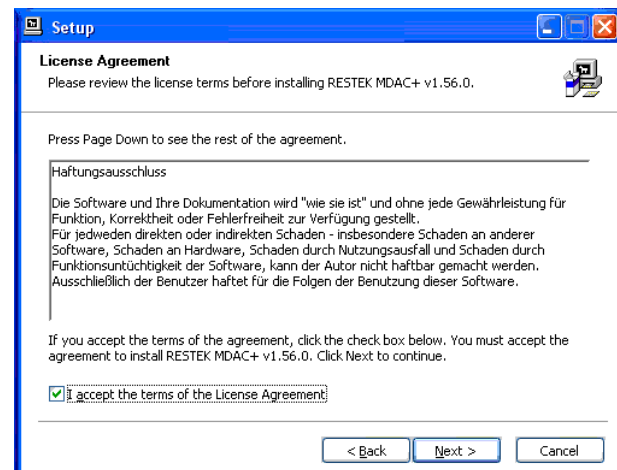 Setup
License Agreement
Please review the license terms before installing RESTEK MDAC+ v1.56.0.
Press Page Down to see the rest of the agreement.
Haftungsausschluss
Die Software und Ihre Dokumentation wird "wie sie ist" und ohne jede Gewährleistung für
Funktion, Korrektheit oder Fehlerfreiheit zur Verfügung gestellt.
Für jedweden direkten oder indirekten Schaden - insbesondere Schaden an anderer
Software, Schaden an Hardware, Schaden durch Nutzungsausfall und Schaden durch
Funktionsuntüchtigkeit der Software, kann der Autor nicht haftbar gemacht werden.
Ausschließlich der Benutzer haftet für die Folgen der Benutzung dieser Software.
If you accept the terms of the agreement, click the check box below. You must accept the
agreement to install RESTEK MDAC+ v1.56.0. Click Next to continue.
I accept the terms of the License Agreement
< Back Next > Cancel